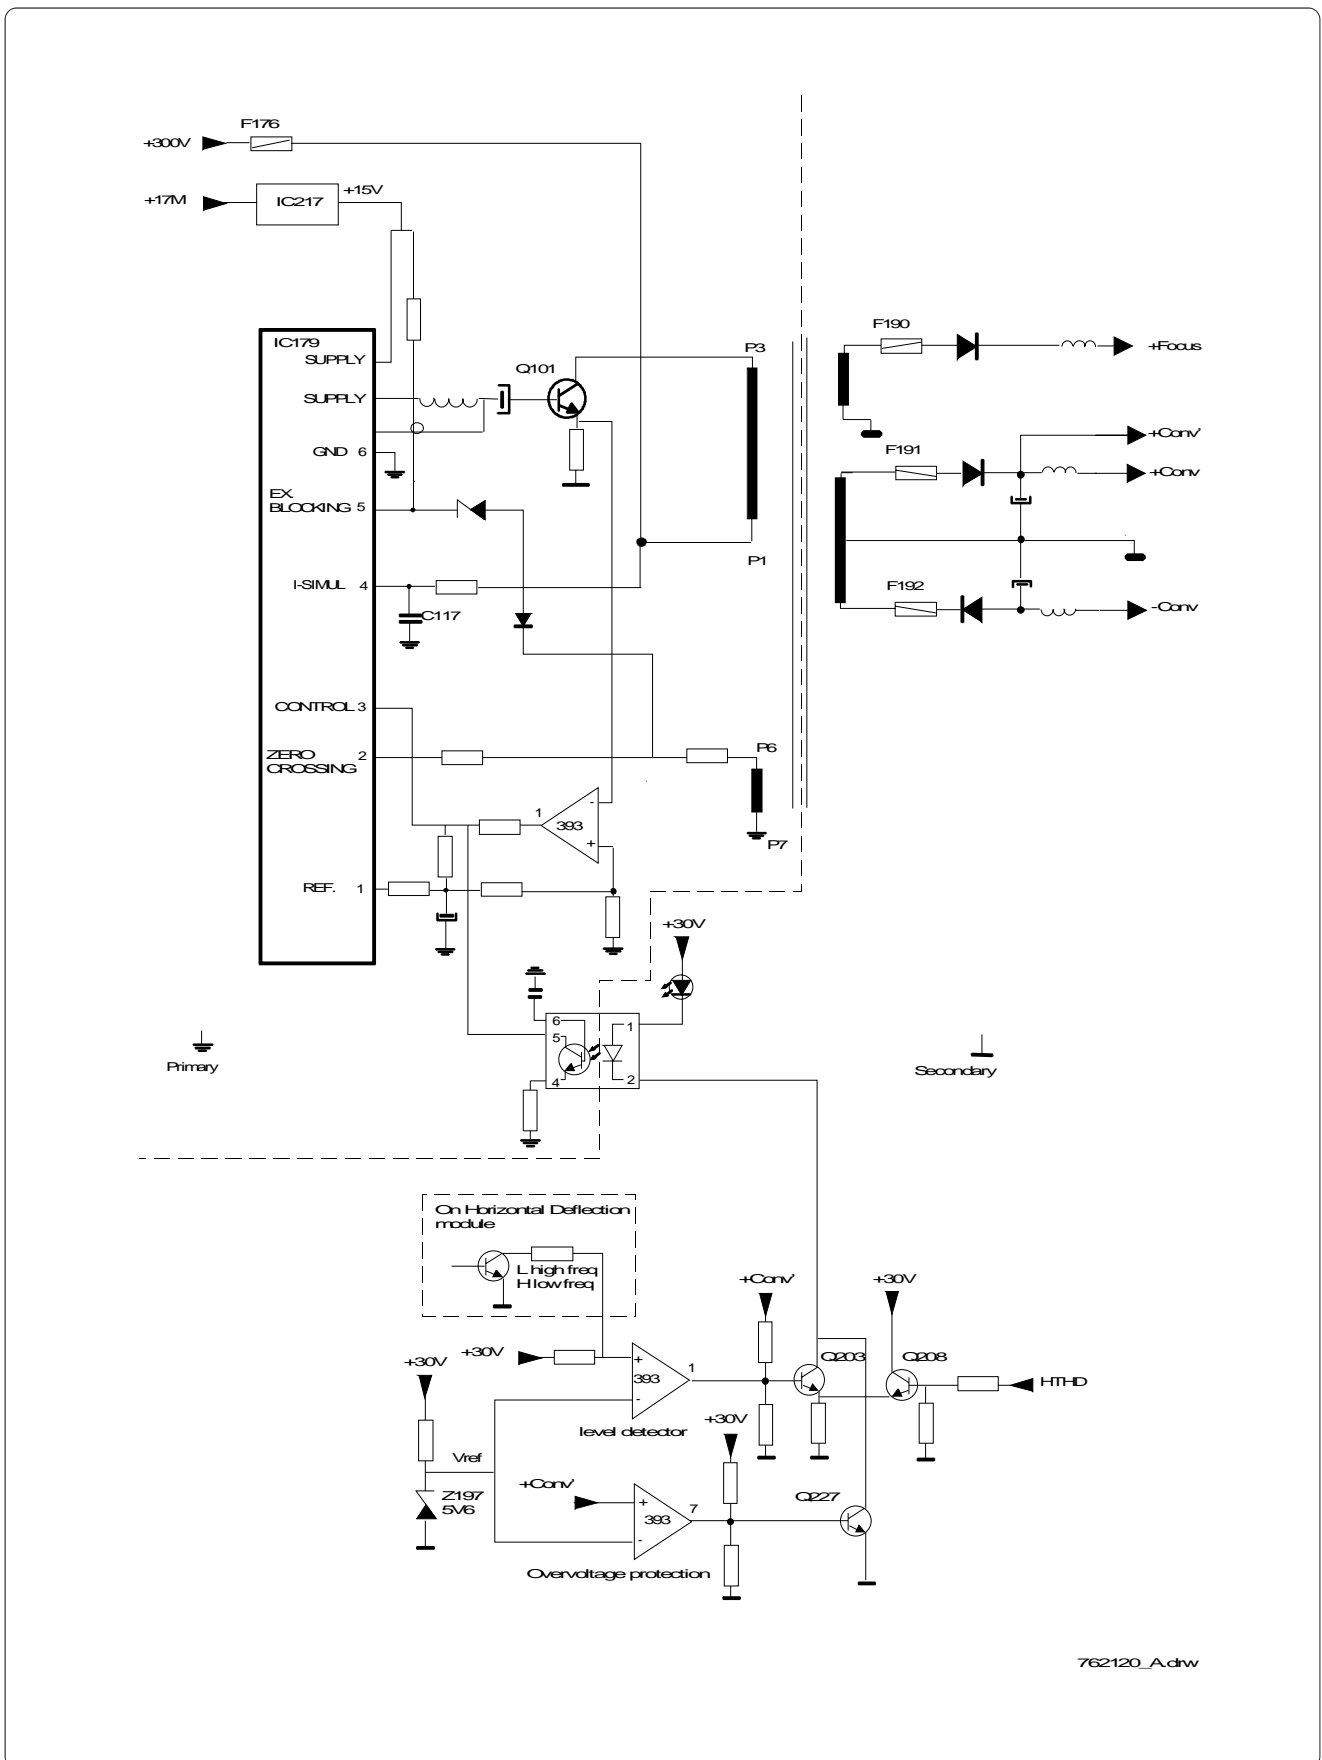 F176
+300V
+17M
IC217
+15V
IC179
SUPPLY
SUPPLY
GND 6
EX.
BLOCKING 5
I-SIMUL 4
C117
CONTROL 3
ZERO 2
CROSSING
REF. 1
Q101
P3
P1
P6
P7
1
393
-
+
F190
+Focus
+Conv'
F191
+Conv
F192
-Conv
+30V
6
5
4
1
2
Primary
Secondary
On Horizontal Deflection
module
L high freq
H low freq
+30V
+30V
+
393
-
1
level detector
+Conv'
+30V
Q203
Q208
HTHD
Vref
Z197
5V6
+Conv'
+
393
-
7
+30V
Q227
Overvoltage protection
762120_A.drw